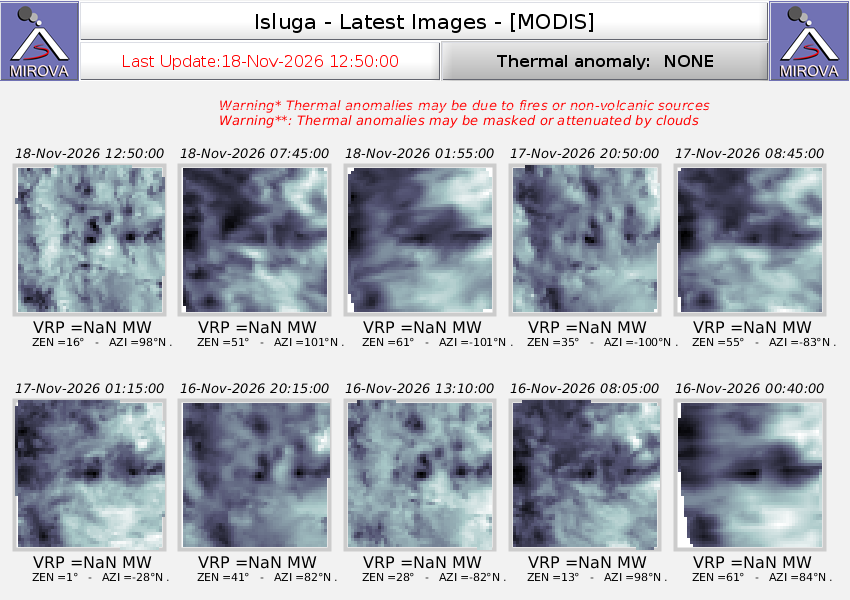 Isluga - Latest Images - [MODIS]
MIROVA
Last Update:18-Nov-2026 12:50:00
Thermal anomaly: NONE
MIROVA
Warning* Thermal anomalies may be due to fires or non-volcanic sources
Warning**: Thermal anomalies may be masked or attenuated by clouds
18-Nov-2026 12:50:00
18-Nov-2026 07:45:00
18-Nov-2026 01:55:00
17-Nov-2026 20:50:00
17-Nov-2026 08:45:00
VRP =NaN MW
VRP =NaN MW
VRP =NaN MW
VRP =NaN MW
VRP =NaN MW
ZEN =16° - AZI =98°N .
ZEN =51° - AZI =101°N .
ZEN =61° - AZI =-101°N .
ZEN =35° - AZI =-100°N .
ZEN =55° - AZI =-83°N .
17-Nov-2026 01:15:00
16-Nov-2026 20:15:00
16-Nov-2026 13:10:00
16-Nov-2026 08:05:00
16-Nov-2026 00:40:00
VRP =NaN MW
VRP =NaN MW
VRP =NaN MW
VRP =NaN MW
VRP =NaN MW
ZEN =1° - AZI =-28°N .
ZEN =41° - AZI =82°N .
ZEN =28° - AZI =-82°N .
ZEN =13° - AZI =98°N .
ZEN =61° - AZI =84°N .